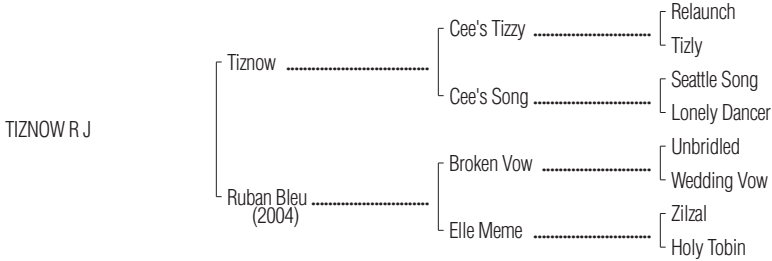 Relaunch
Cee's Tizzy
Tizly
Tiznow
Seattle Song
Cee's Song
Lonely Dancer
TIZNOW R J
Unbridled
Broken Vow
Wedding Vow
Ruban Bleu
(2004)
Zilzal
Elle Meme
Holy Tobin